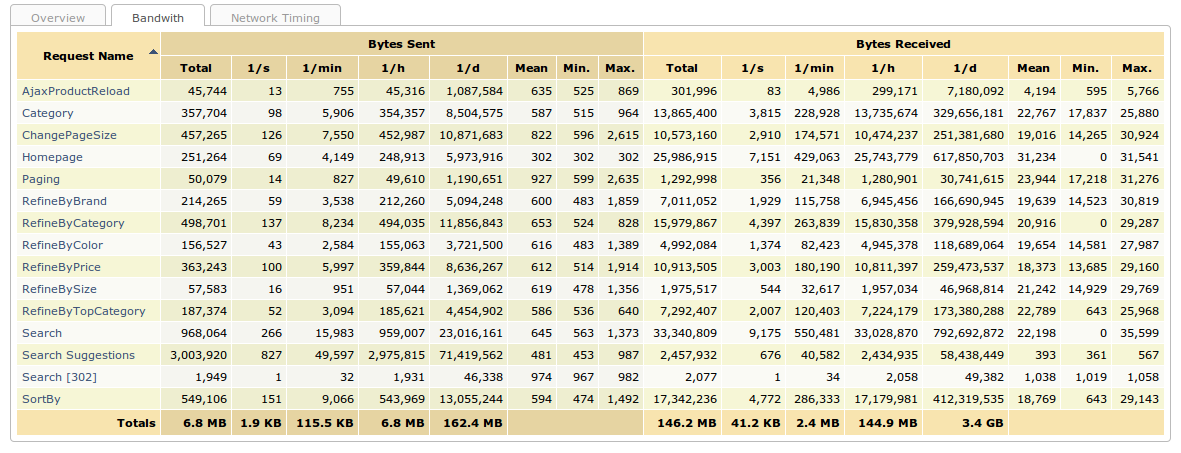 Overview Bandwith Network Timing
Request Name Bytes Sent Bytes Received
Total 1/s 1/min 1/h 1/d Mean Min. Max. Total 1/s 1/min 1/h 1/d Mean Min. Max.
AjaxProductReload 45,744 13 755 45,316 1,087,584 635 525 869 301,996 83 4,986 299,171 7,180,092 4,194 595 5,766
Category 357,704 98 5,906 354,357 8,504,575 587 515 964 13,865,400 3,815 228,928 13,735,674 329,656,181 22,767 17,837 25,880
ChangePageSize 457,265 126 7,550 452,987 10,871,683 822 596 2,615 10,573,160 2,910 174,571 10,474,237 251,381,680 19,016 14,265 30,924
Homepage 251,264 69 4,149 248,913 5,973,916 302 302 302 25,986,915 7,151 429,063 25,743,779 617,850,703 31,234 0 31,541
Paging 50,079 14 827 49,610 1,190,651 927 599 2,635 1,292,998 356 21,348 1,280,901 30,741,615 23,944 17,218 31,276
RefineByBrand 214,265 59 3,538 212,260 5,094,248 600 483 1,859 7,011,052 1,929 115,758 6,945,456 166,690,945 19,639 14,523 30,819
RefineByCategory 498,701 137 8,234 494,035 11,856,843 653 524 828 15,979,867 4,397 263,839 15,830,358 379,928,594 20,916 0 29,287
RefineByColor 156,527 43 2,584 155,063 3,721,500 616 483 1,389 4,992,084 1,374 82,423 4,945,378 118,689,064 19,654 14,581 27,987
RefineByPrice 363,243 100 5,997 359,844 8,636,267 612 514 1,914 10,913,505 3,003 180,190 10,811,397 259,473,537 18,373 13,685 29,160
RefineBySize 57,583 16 951 57,044 1,369,062 619 478 1,356 1,975,517 544 32,617 1,957,034 46,968,814 21,242 14,929 29,769
RefineByTopCategory 187,374 52 3,094 185,621 4,454,902 586 536 640 7,292,407 2,007 120,403 7,224,179 173,380,288 22,789 643 25,968
Search 968,064 266 15,983 959,007 23,016,161 645 563 1,373 33,340,809 9,175 550,481 33,028,870 792,692,872 22,198 0 35,599
Search Suggestions 3,003,920 827 49,597 2,975,815 71,419,562 481 453 987 2,457,932 676 40,582 2,434,935 58,438,449 393 361 567
Search [302] 1,949 1 32 1,931 46,338 974 967 982 2,077 1 34 2,058 49,382 1,038 1,019 1,058
SortBy 549,106 151 9,066 543,969 13,055,244 594 474 1,492 17,342,236 4,772 286,333 17,179,981 412,319,535 18,769 643 29,143
Totals 6.8 MB 1.9 KB 115.5 KB 6.8 MB 162.4 MB 146.2 MB 41.2 KB 2.4 MB 144.9 MB 3.4 GB